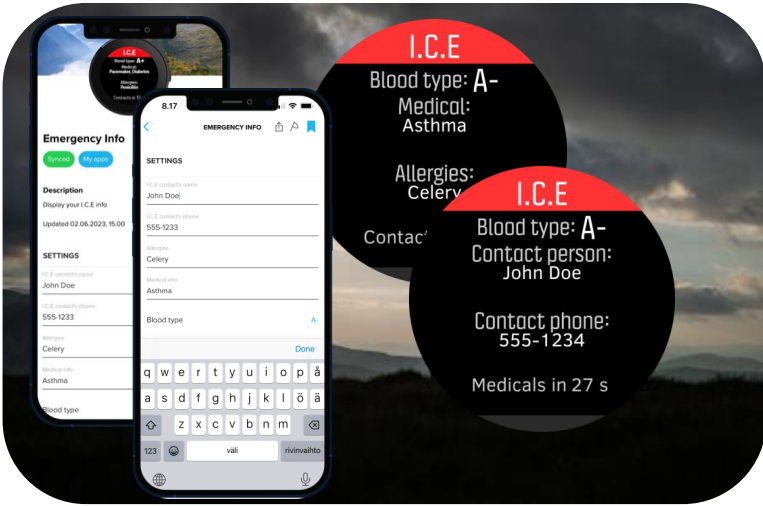 I.C.E
Blood type: A+
Medical:
Pacemaker, Diabetes
Allergies:
Penicillin
Contacts in
Emergency Info
Synced
My apps
Description
Display your I.C.E info
Updated 02.06.2023, 15.00
SETTINGS
I.C.E contact's name
John Doe
I.C.E contact's phone
555-1233
Allergies
Celery
Medical info
Asthma
Blood type
8.17
EMERGENCY INFO
SETTINGS
I.C.E contact's name
John Doe
I.C.E contact's phone
555-1233
Allergies
Celery
Medical info
Asthma
Blood type A-
Done
q w e r t y u i o p å
a s d f g h j k l ö ä
z x c v b n m
123 väli rivinvaihto
I.C.E
Blood type: A-
Medical:
Asthma
Allergies:
Celery
Contac
I.C.E
Blood type: A-
Contact person:
John Doe
Contact phone:
555-1234
Medicals in 27 s